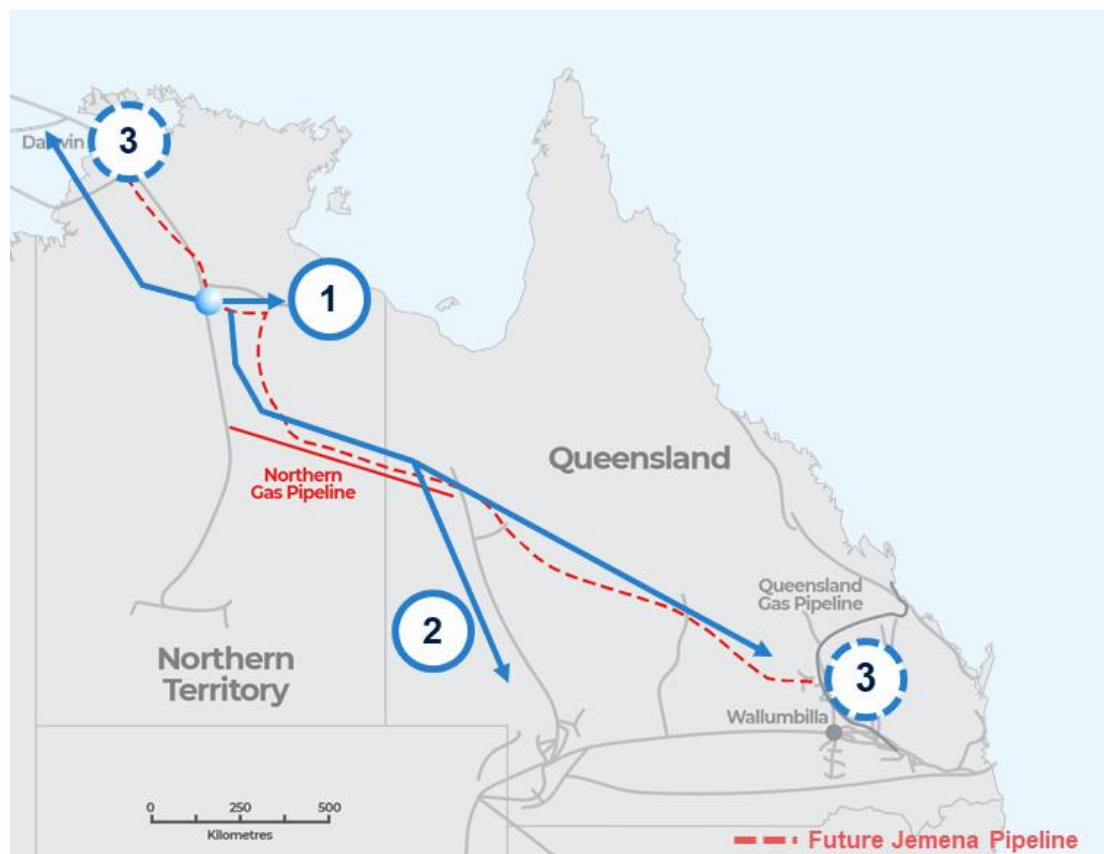 3
Darwin
1
Queensland
Northern
Gas Pipeline
Queensland
Gas Pipeline
2
Northern
Territory
3
Wallumbilla
0 250 500
Kilometres
Future Jemena Pipeline